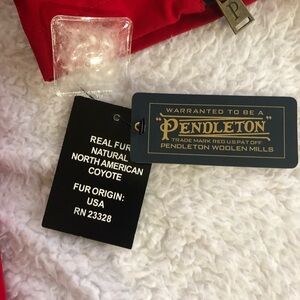 WARRANTED TO BE A
"PENDLETON"
TRADE MARK REG. U.S. PAT. OFF.
PENDLETON WOOLEN MILLS
REAL FUR
NATURAL
NORTH AMERICAN
COYOTE
FUR ORIGIN:
USA
RN 23328